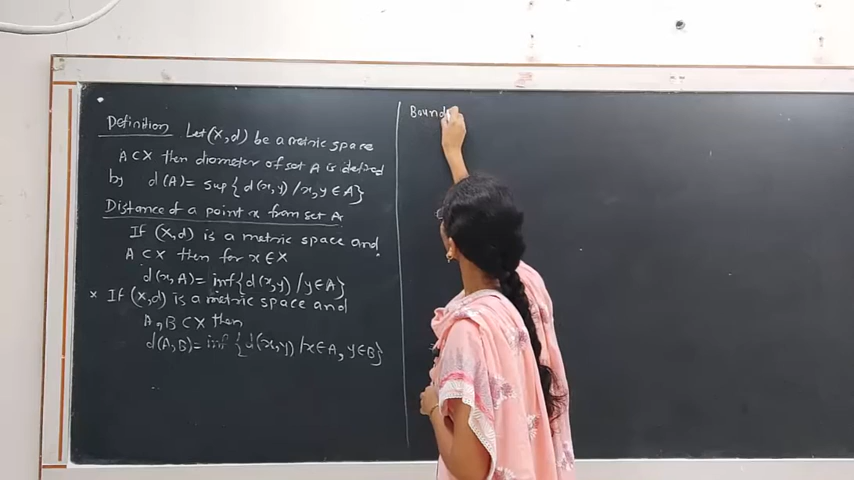 Definition Let (X,d) be a metric space
A⊂X then diameter of set A is defined
by d(A) = sup{d(x,y)/x,y∈A}
Distance of a point x from set A
If (X,d) is a metric space and
A⊂X then for x∈X
d(x,A)= inf{d(x,y)/y∈A}
* If (X,d) is a metric space and
A,B⊂X then
d(A,B)= inf {d(x,y)/x∈A, y∈B}
Bound